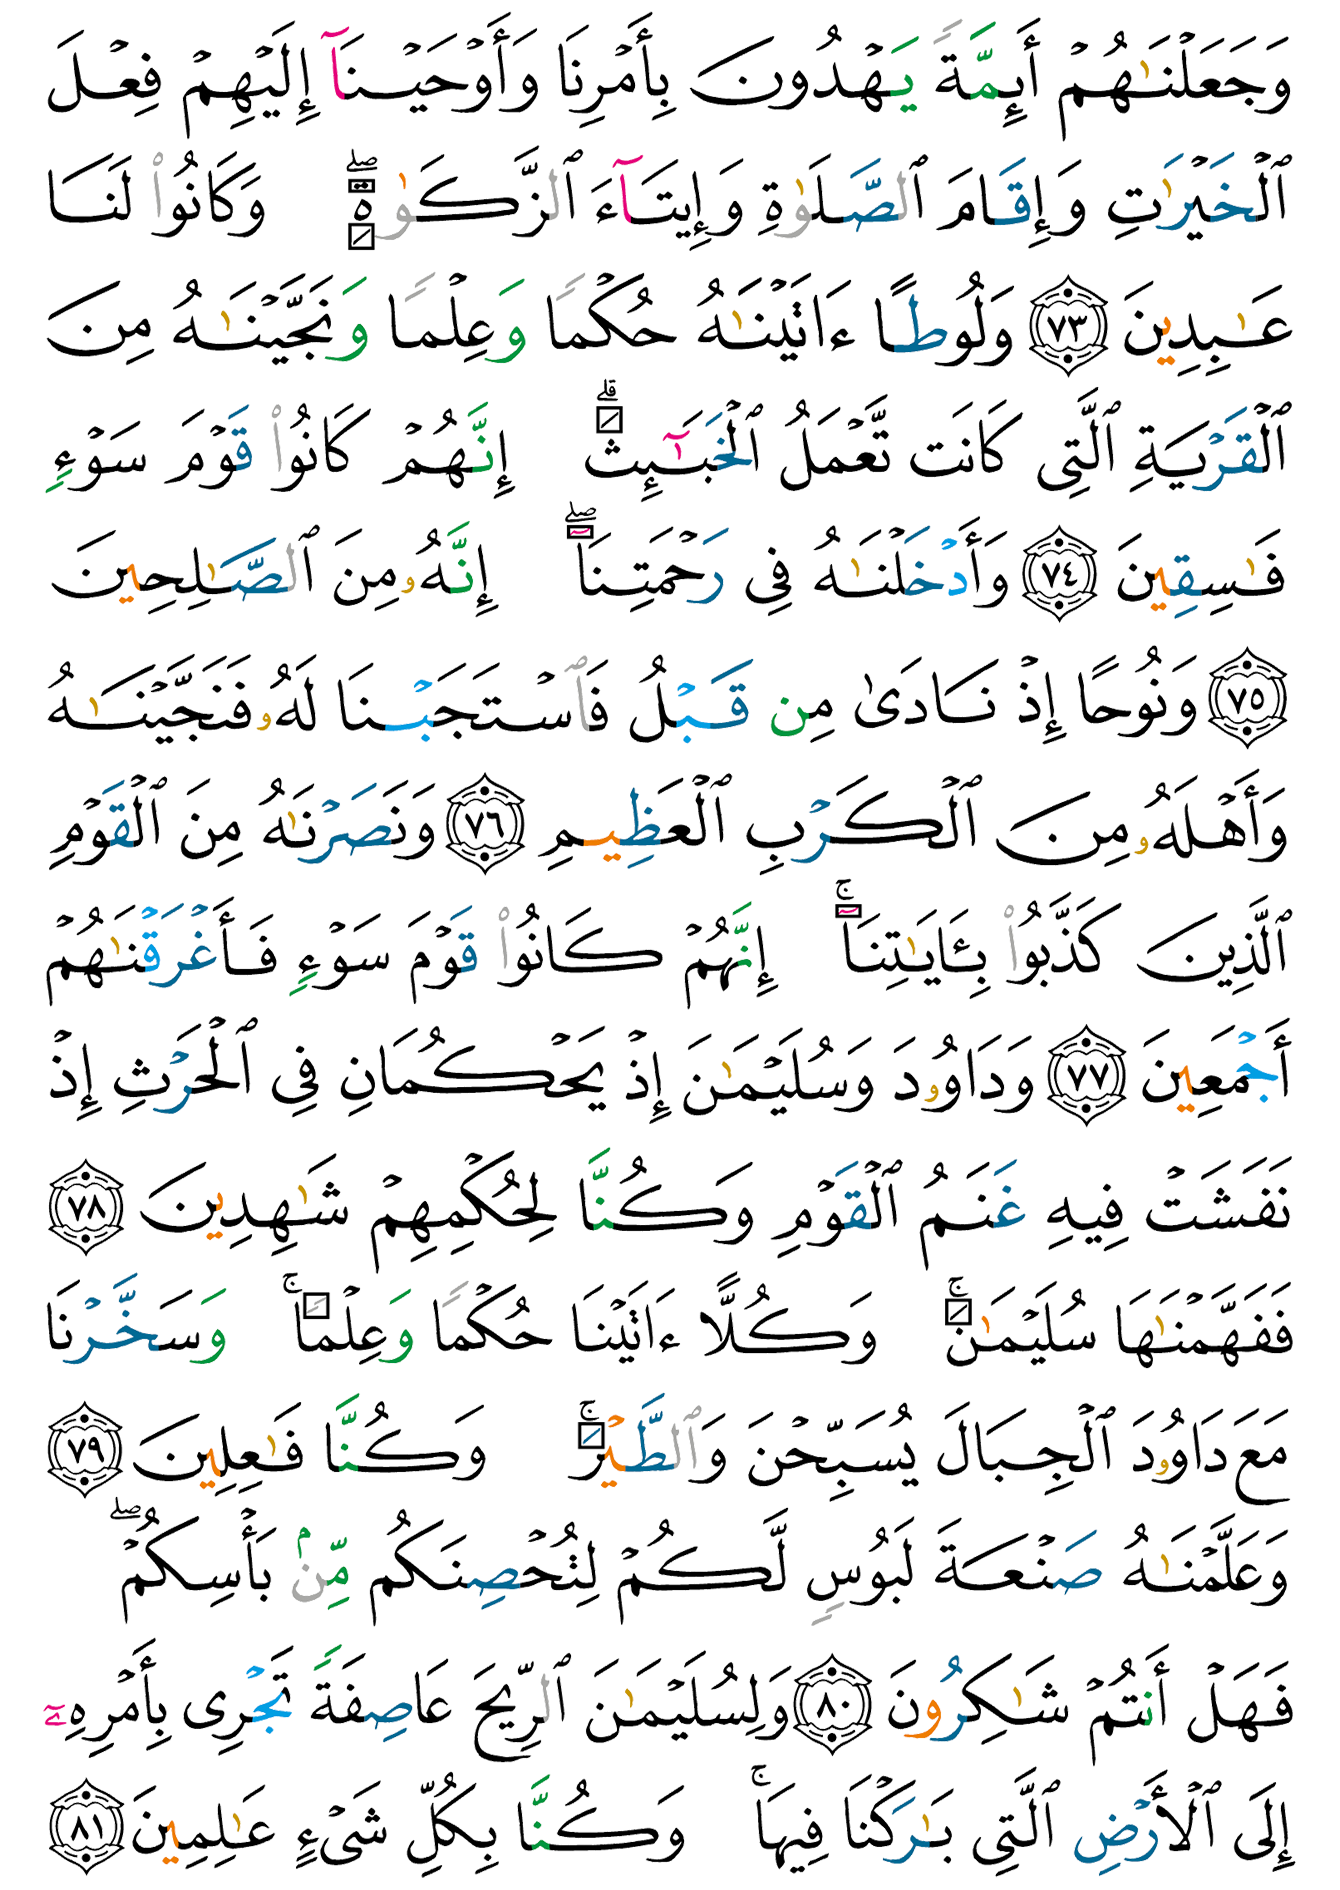 وَجَعَلْنَـٰهُمْ أَىِٕمَّةً يَهْدُونَ بِأَمْرِنَا وَأَوْحَيْنَآ إِلَيْهِمْ فِعْلَ
ٱلْخَيْرَٰتِ وَإِقَامَ ٱلصَّلَوٰةِ وَإِيتَآءَ ٱلزَّكَوٰةِ ۖ وَكَانُوا۟ لَنَا
عَـٰبِدِينَ ٧٣ وَلُوطًا ءَاتَيْنَـٰهُ حُكْمًا وَعِلْمًا وَنَجَّيْنَـٰهُ مِنَ
ٱلْقَرْيَةِ ٱلَّتِى كَانَت تَّعْمَلُ ٱلْخَبَـٰٓئِثَ ۗ إِنَّهُمْ كَانُوا۟ قَوْمَ سَوْءٍ
فَـٰسِقِينَ ٧٤ وَأَدْخَلْنَـٰهُ فِى رَحْمَتِنَآ ۖ إِنَّهُۥ مِنَ ٱلصَّـٰلِحِينَ
٧٥ وَنُوحًا إِذْ نَادَىٰ مِن قَبْلُ فَٱسْتَجَبْنَا لَهُۥ فَنَجَّيْنَـٰهُ
وَأَهْلَهُۥ مِنَ ٱلْكَرْبِ ٱلْعَظِيمِ ٧٦ وَنَصَرْنَـٰهُ مِنَ ٱلْقَوْمِ
ٱلَّذِينَ كَذَّبُوا۟ بِـَٔايَـٰتِنَآ ۚ إِنَّهُمْ كَانُوا۟ قَوْمَ سَوْءٍ فَأَغْرَقْنَـٰهُمْ
أَجْمَعِينَ ٧٧ وَدَاوُۥدَ وَسُلَيْمَـٰنَ إِذْ يَحْكُمَانِ فِى ٱلْحَرْثِ إِذْ
نَفَشَتْ فِيهِ غَنَمُ ٱلْقَوْمِ وَكُنَّا لِحُكْمِهِمْ شَـٰهِدِينَ ٧٨
فَفَهَّمْنَـٰهَا سُلَيْمَـٰنَ ۚ وَكُلًّا ءَاتَيْنَا حُكْمًا وَعِلْمًا ۚ وَسَخَّرْنَا
مَعَ دَاوُۥدَ ٱلْجِبَالَ يُسَبِّحْنَ وَٱلطَّيْرَ ۚ وَكُنَّا فَـٰعِلِينَ ٧٩
وَعَلَّمْنَـٰهُ صَنْعَةَ لَبُوسٍ لَّكُمْ لِتُحْصِنَكُم مِّنۢ بَأْسِكُمْ ۖ
فَهَلْ أَنتُمْ شَـٰكِرُونَ ٨٠ وَلِسُلَيْمَـٰنَ ٱلرِّيحَ عَاصِفَةً تَجْرِى بِأَمْرِهِۦٓ
إِلَى ٱلْأَرْضِ ٱلَّتِى بَـٰرَكْنَا فِيهَا ۚ وَكُنَّا بِكُلِّ شَىْءٍ عَـٰلِمِينَ ٨١